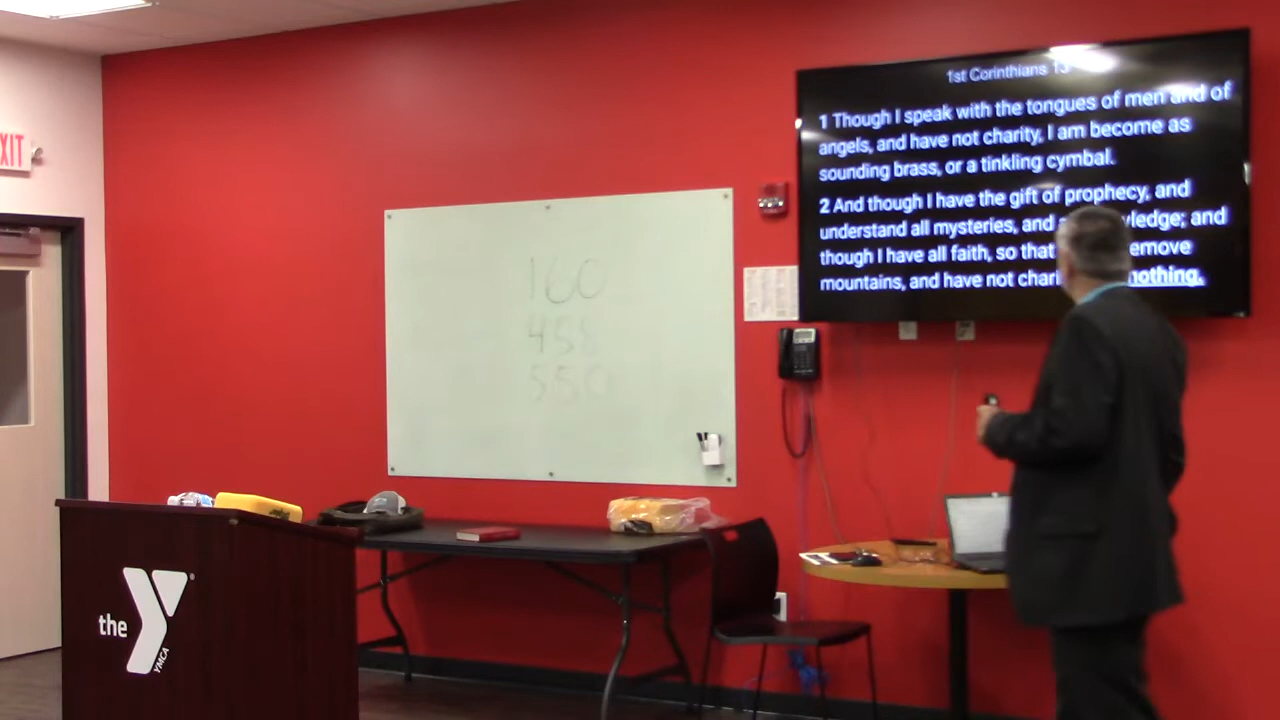 EXIT
1st Corinthians 13
1 Though I speak with the tongues of men and of
angels, and have not charity, I am become as
sounding brass, or a tinkling cymbal.
2 And though I have the gift of prophecy, and
understand all mysteries, and
though I have all faith, so that
mountains, and have not nothing.
160
458
550
the Y
YMCA